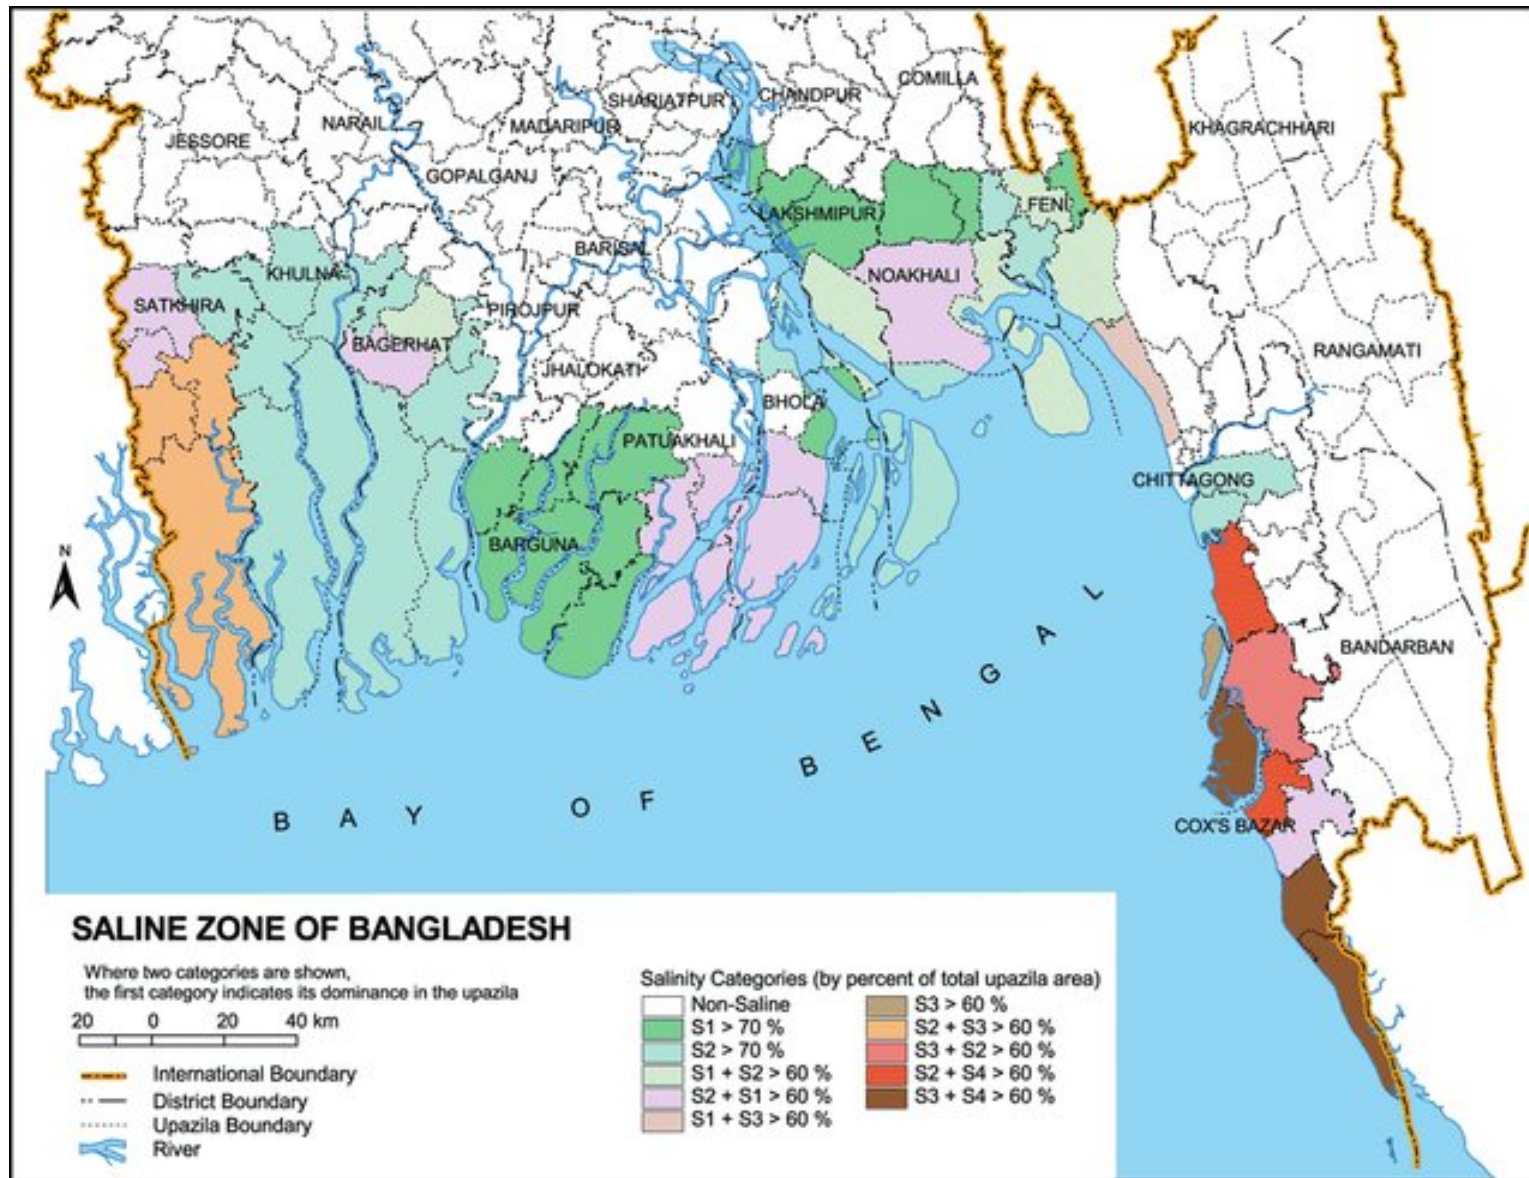 COMILLA
SHARIATPUR
CHANDPUR
NARAIL
MADARIPUR
KHAGRACHHARI
JESSORE
GOPALGANJ
FENI
LAKSHMIPUR
BARISAL
KHULNA
NOAKHALI
SATKHIRA
PIROJPUR
BAGERHAT
RANGAMATI
JHALOKATI
BHOLA
PATUAKHALI
CHITTAGONG
BARGUNA
N
BANDARBAN
BAY OF BENGAL
COX'S BAZAR
SALINE ZONE OF BANGLADESH
Where two categories are shown,
the first category indicates its dominance in the upazila
20 0 20 40 km
International Boundary
District Boundary
Upazila Boundary
River
Salinity Categories (by percent of total upazila area)
Non-Saline
S1 > 70 %
S2 > 70 %
S1 + S2 > 60 %
S2 + S1 > 60 %
S1 + S3 > 60 %
S3 > 60 %
S2 + S3 > 60 %
S3 + S2 > 60 %
S2 + S4 > 60 %
S3 + S4 > 60 %